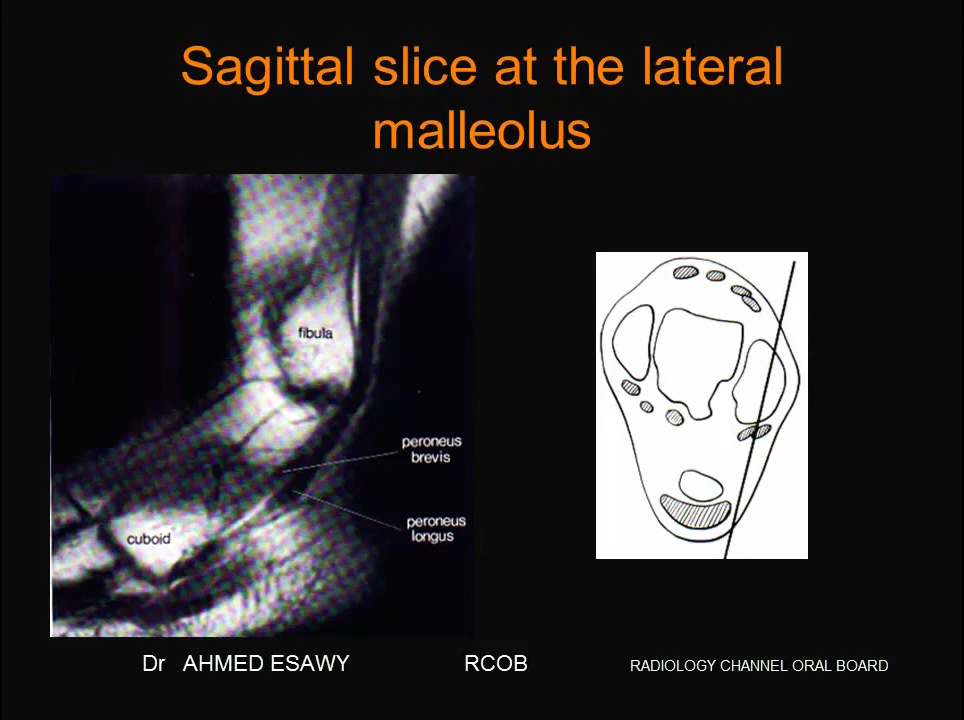 Sagittal slice at the lateral
malleolus
fibula
peroneus
brevis
peroneus
longus
cuboid
Dr AHMED ESAWY RCOB RADIOLOGY CHANNEL ORAL BOARD